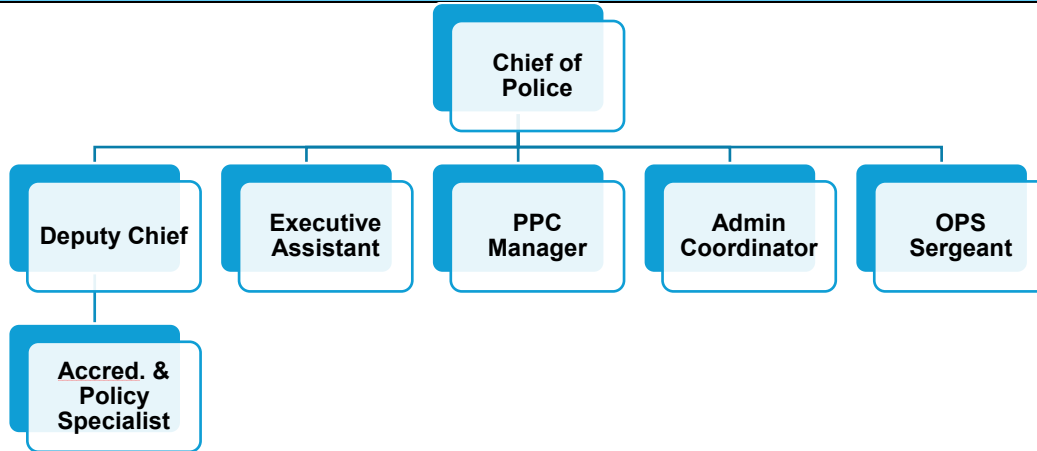 Chief of
Police
Deputy Chief
Executive
Assistant
PPC
Manager
Admin
Coordinator
OPS
Sergeant
Accred. &
Policy
Specialist